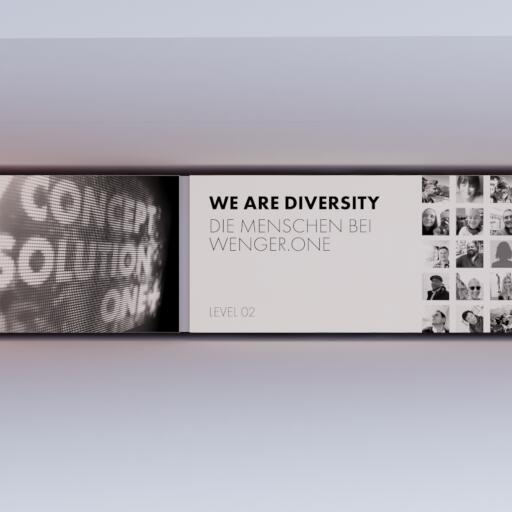 CONCEPT
SOLUTION
ONE
WE ARE DIVERSITY
DIE MENSCHEN BEI
WENGER.ONE
LEVEL 02